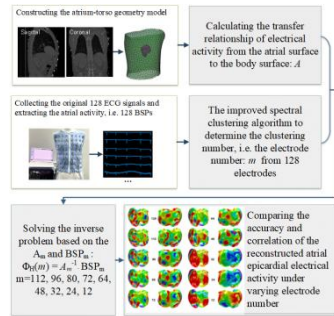 Constructing the atrium-torso geometry model
Sagittal
Coronal
Calculating the transfer
relationship of electrical
activity from the atrial surface
to the body surface: A
Collecting the original 128 ECG signals and
extracting the atrial activity, i.e. 128 BSPs
...
The improved spectral
clustering algorithm to
determine the clustering
number, i.e. the electrode
number: m from 128
electrodes
Solving the inverse
problem based on the
Aₘ and BSPₘ :
Φ_H(m) = Aₘ⁻¹ BSPₘ
m=112, 96, 80, 72, 64,
48, 32, 24, 12
Comparing the
accuracy and
correlation of the
reconstructed atrial
epicardial electrical
activity under
varying electrode
number